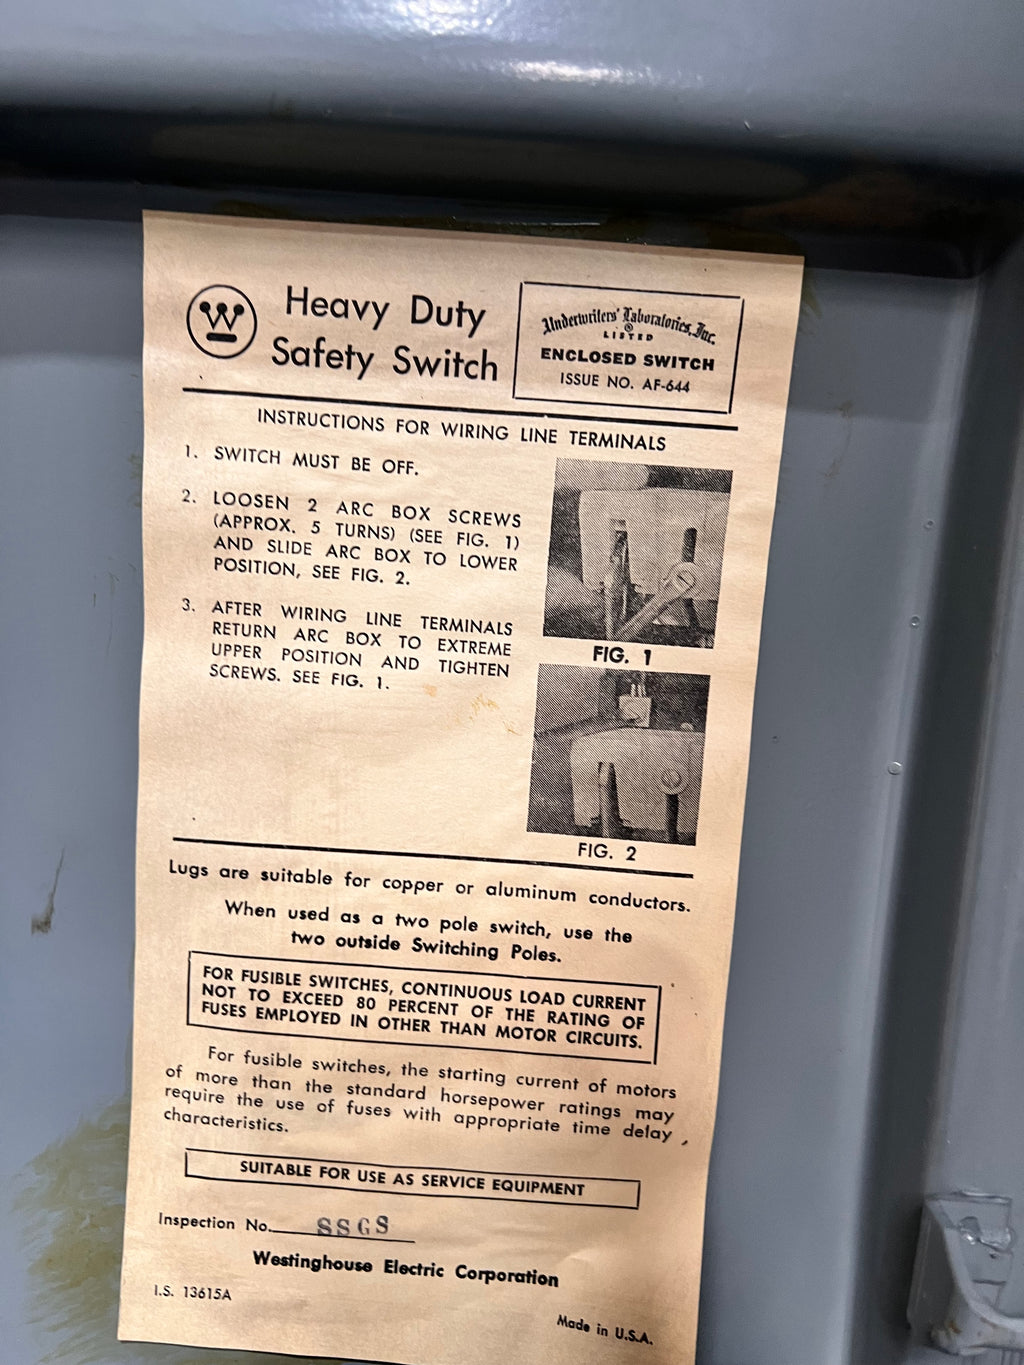 W
Heavy Duty
Safety Switch
Underwriters' Laboratories, Inc.
LISTED
ENCLOSED SWITCH
ISSUE NO. AF-644
INSTRUCTIONS FOR WIRING LINE TERMINALS
1. SWITCH MUST BE OFF.
2. LOOSEN 2 ARC BOX SCREWS
(APPROX. 5 TURNS) (SEE FIG. 1)
AND SLIDE ARC BOX TO LOWER
POSITION, SEE FIG. 2.
3. AFTER WIRING LINE TERMINALS
RETURN ARC BOX TO EXTREME
UPPER POSITION AND TIGHTEN
SCREWS. SEE FIG. 1.
FIG. 1
FIG. 2
Lugs are suitable for copper or aluminum conductors.
When used as a two pole switch, use the
two outside Switching Poles.
FOR FUSIBLE SWITCHES, CONTINUOUS LOAD CURRENT
NOT TO EXCEED 80 PERCENT OF THE RATING OF
FUSES EMPLOYED IN OTHER THAN MOTOR CIRCUITS.
For fusible switches, the starting current of motors
of more than the standard horsepower ratings may
require the use of fuses with appropriate time delay
characteristics.
SUITABLE FOR USE AS SERVICE EQUIPMENT
Inspection No. SSGS
Westinghouse Electric Corporation
I.S. 13615A
Made in U.S.A.